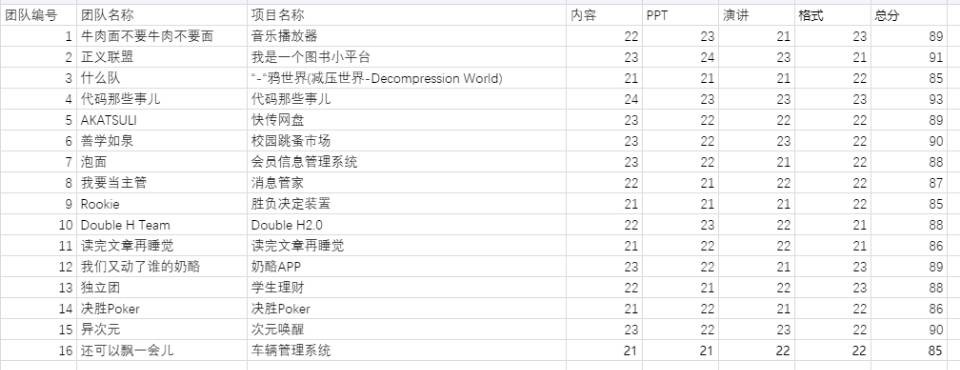 团队编号 团队名称 项目名称 内容 PPT 演讲 格式 总分
1 牛肉面不要牛肉不要面 音乐播放器 22 23 21 23 89
2 正义联盟 我是一个图书小平台 23 24 23 21 91
3 什么队 “-“鸦世界(减压世界-Decompression World) 21 21 21 22 85
4 代码那些事儿 代码那些事儿 24 23 23 23 93
5 AKATSULI 快传网盘 23 22 22 22 89
6 善学如泉 校园跳蚤市场 23 22 23 22 90
7 泡面 会员信息管理系统 23 22 21 22 88
8 我要当主管 消息管家 22 21 22 22 87
9 Rookie 胜负决定装置 21 21 21 22 85
10 Double H Team Double H2.0 22 23 22 21 88
11 读完文章再睡觉 读完文章再睡觉 21 22 22 21 86
12 我们又动了谁的奶酪 奶酪APP 23 22 21 23 89
13 独立团 学生理财 22 21 22 23 88
14 决胜Poker 决胜Poker 21 22 21 22 86
15 异次元 次元唤醒 23 22 23 22 90
16 还可以飘一会儿 车辆管理系统 21 21 22 22 85